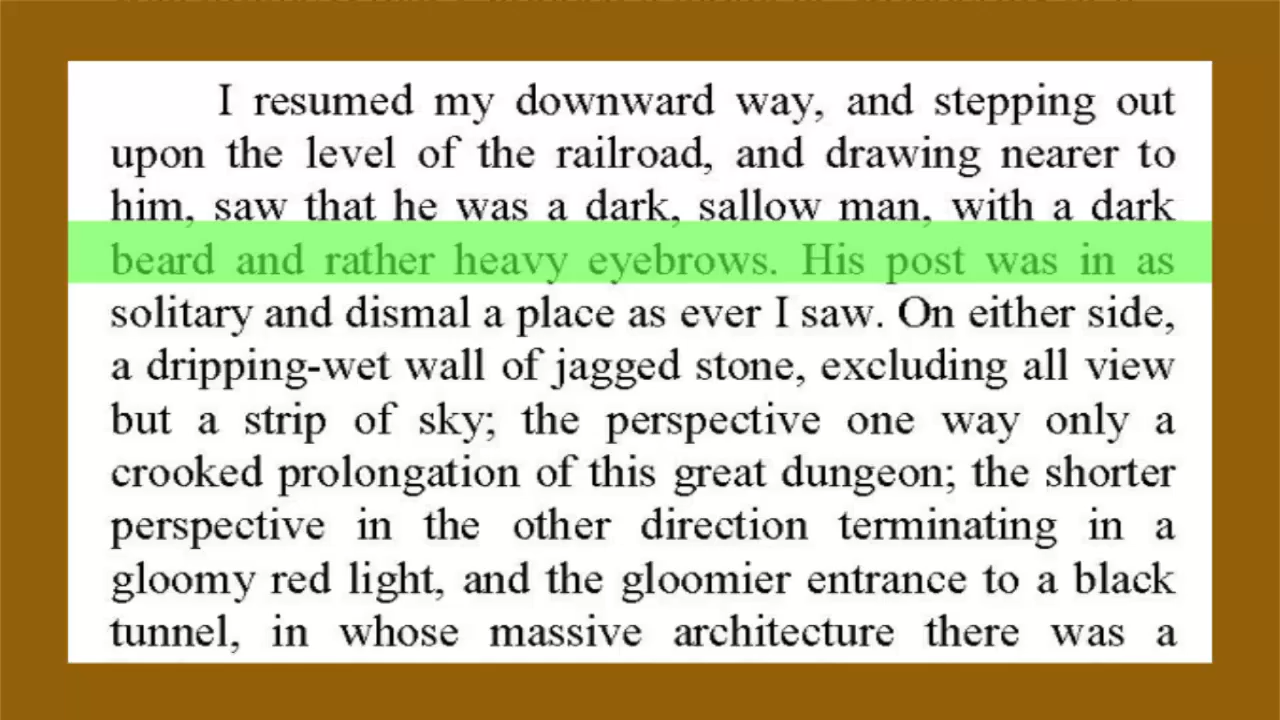 I resumed my downward way, and stepping out
upon the level of the railroad, and drawing nearer to
him, saw that he was a dark, sallow man, with a dark
beard and rather heavy eyebrows. His post was in as
solitary and dismal a place as ever I saw. On either side,
a dripping-wet wall of jagged stone, excluding all view
but a strip of sky; the perspective one way only a
crooked prolongation of this great dungeon; the shorter
perspective in the other direction terminating in a
gloomy red light, and the gloomier entrance to a black
tunnel, in whose massive architecture there was a